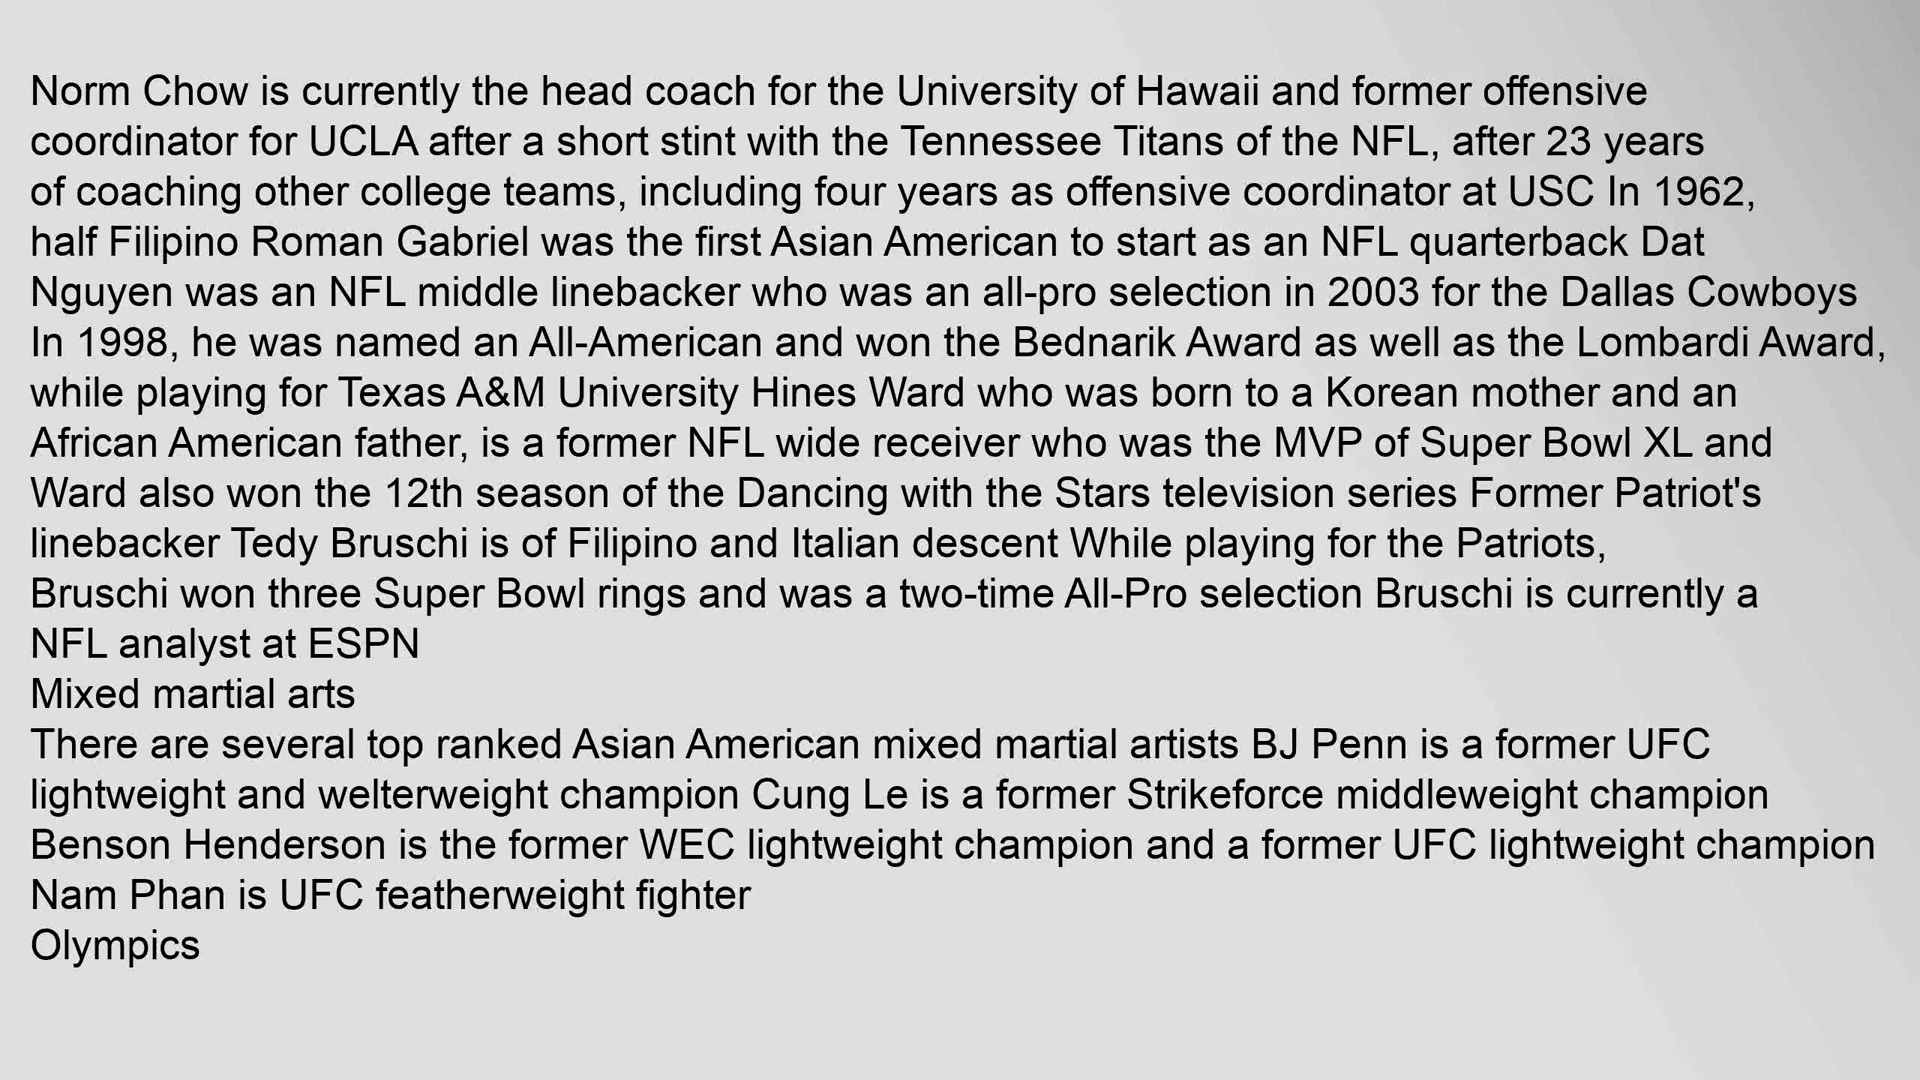 Norm Chow is currently the head coach for the University of Hawaii and former offensive
coordinator for UCLA after a short stint with the Tennessee Titans of the NFL, after 23 years
of coaching other college teams, including four years as offensive coordinator at USC In 1962,
half Filipino Roman Gabriel was the first Asian American to start as an NFL quarterback Dat
Nguyen was an NFL middle linebacker who was an all-pro selection in 2003 for the Dallas Cowboys
In 1998, he was named an All-American and won the Bednarik Award as well as the Lombardi Award,
while playing for Texas A&M University Hines Ward who was born to a Korean mother and an
African American father, is a former NFL wide receiver who was the MVP of Super Bowl XL and
Ward also won the 12th season of the Dancing with the Stars television series Former Patriot's
linebacker Tedy Bruschi is of Filipino and Italian descent While playing for the Patriots,
Bruschi won three Super Bowl rings and was a two-time All-Pro selection Bruschi is currently a
NFL analyst at ESPN
Mixed martial arts
There are several top ranked Asian American mixed martial artists BJ Penn is a former UFC
lightweight and welterweight champion Cung Le is a former Strikeforce middleweight champion
Benson Henderson is the former WEC lightweight champion and a former UFC lightweight champion
Nam Phan is UFC featherweight fighter
Olympics